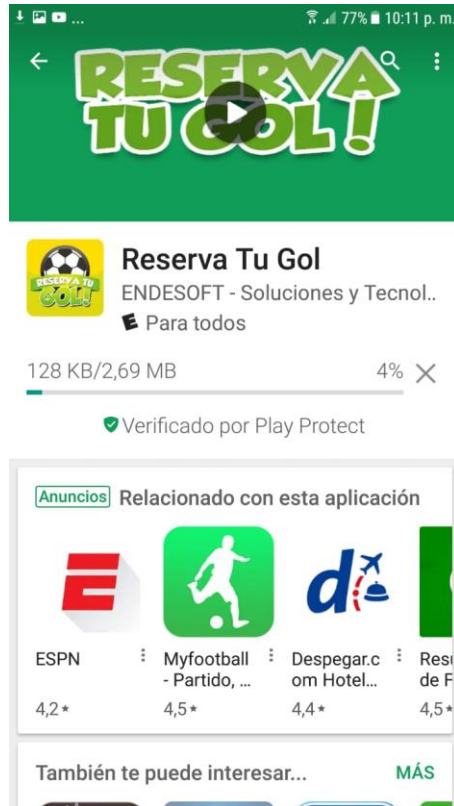 ... 77% 10:11 p. m.
RESERVA
TU GOL!
RESERVA TU
GOL!
Reserva Tu Gol
ENDESOFT - Soluciones y Tecnol..
E Para todos
128 KB/2,69 MB 4%
Verificado por Play Protect
Anuncios Relacionado con esta aplicación
ESPN
4,2★
Myfootball
- Partido, ...
4,5★
Despegar.c
om Hotel...
4,4★
Resu
de F
4,5★
También te puede interesar... MÁS